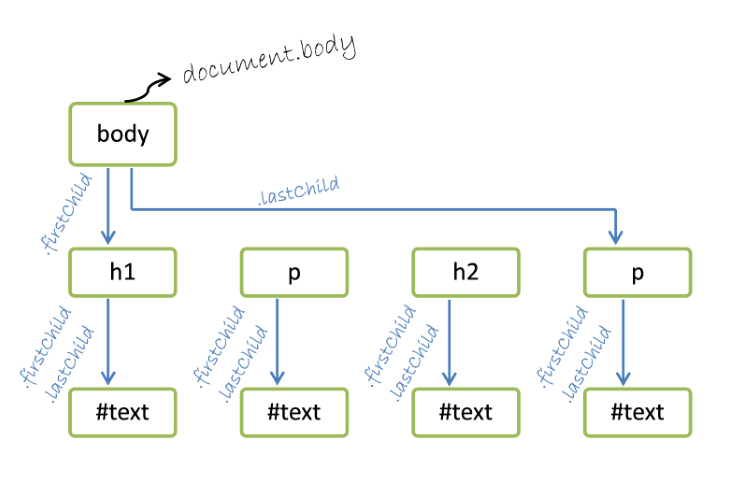 document.body
body
.firstChild
.lastChild
h1
p
h2
p
.firstChild
.lastChild
.firstChild
.lastChild
.firstChild
.lastChild
.firstChild
.lastChild
#text
#text
#text
#text